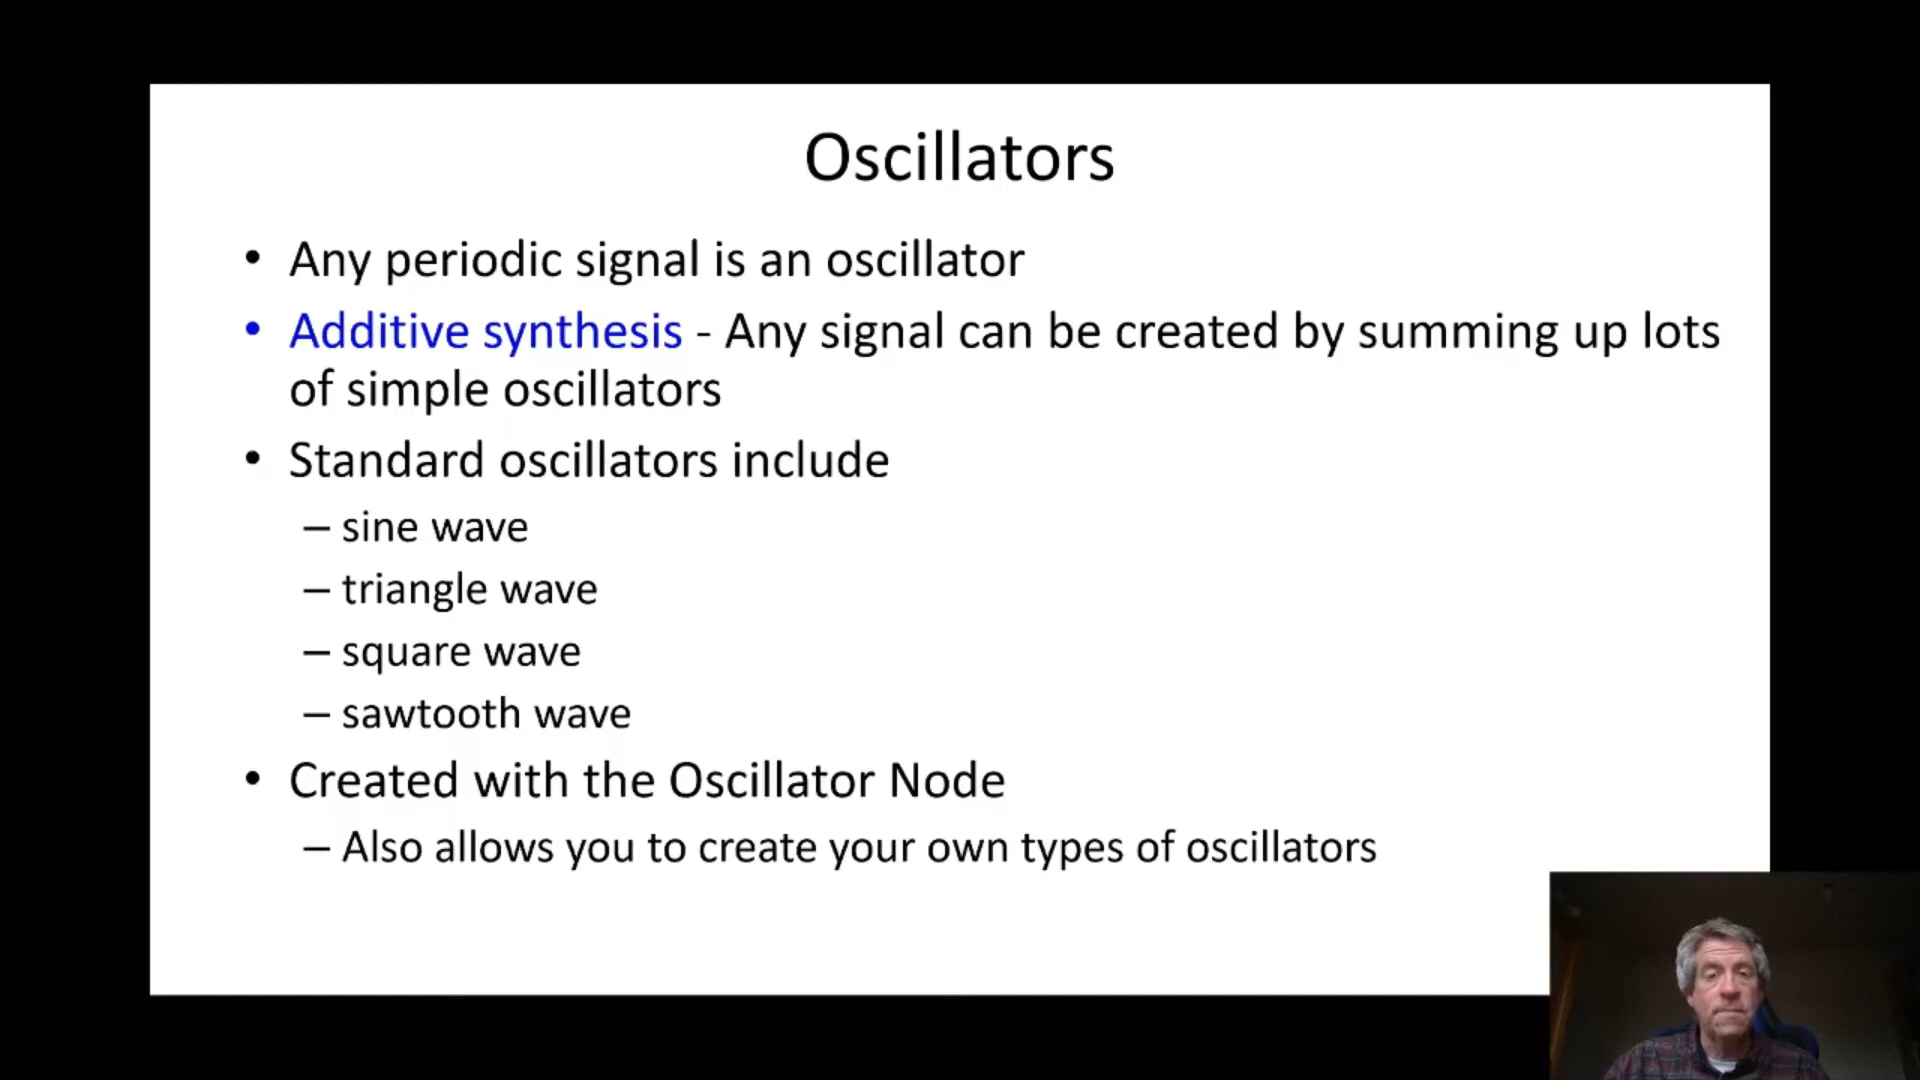 Oscillators
• Any periodic signal is an oscillator
• Additive synthesis - Any signal can be created by summing up lots
of simple oscillators
• Standard oscillators include
– sine wave
– triangle wave
– square wave
– sawtooth wave
• Created with the Oscillator Node
– Also allows you to create your own types of oscillators